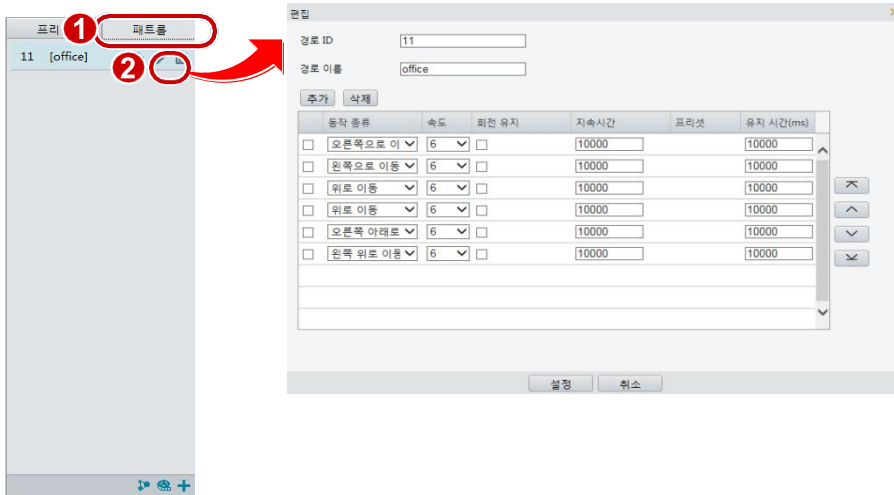 프리
1
패트롤
11 [office]
2
편집
경로 ID 11
경로 이름 office
추가 삭제
동작 종류 속도 회전 유지 지속시간 프리셋 유지 시간(ms)
오른쪽으로 이 6 10000 10000
왼쪽으로 이동 6 10000 10000
위로 이동 6 10000 10000
위로 이동 6 10000 10000
오른쪽 아래로 6 10000 10000
왼쪽 위로 이동 6 10000 10000
설정 취소